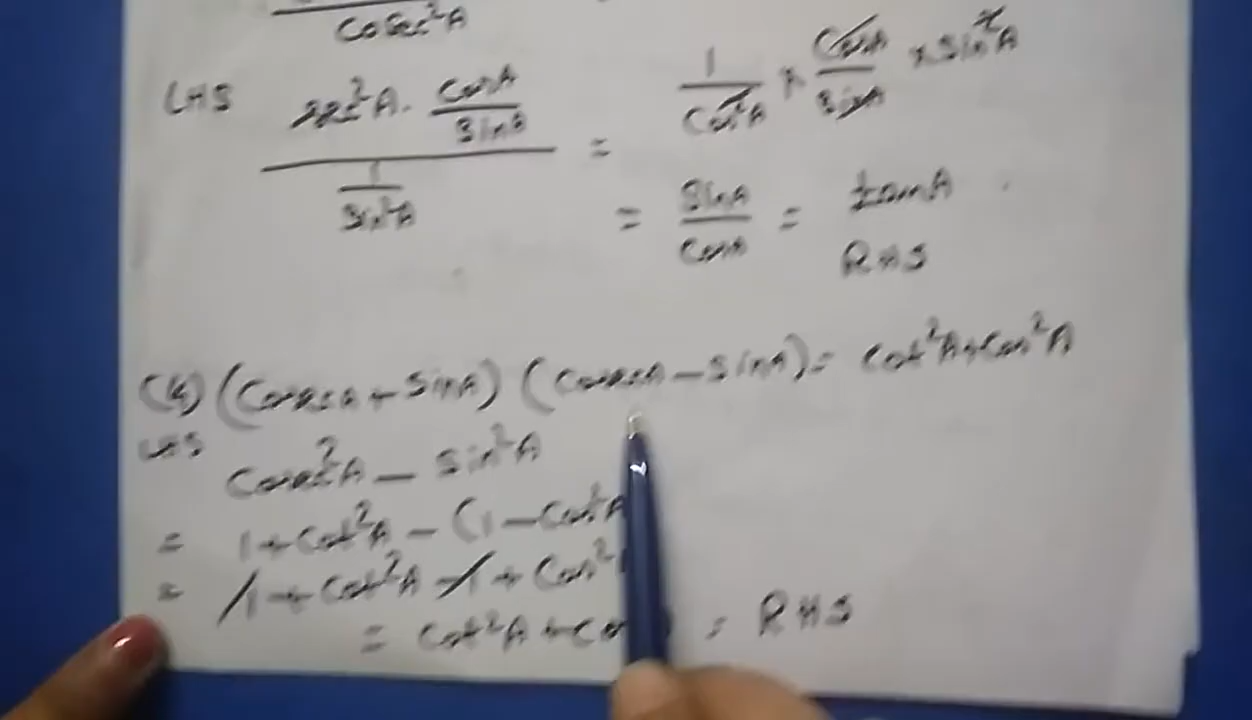 Cosec²A
LHS sec²A · CosA/SinA / 1/Sin²A = 1/Cos²A × CosA/SinA × Sin²A
= SinA/CosA = tanA
RHS
(4) (CosecA + SinA) (CosecA - SinA) = Cot²A + Cos²A
LHS
Cosec²A - Sin²A
= 1 + Cot²A - (1 - Cos²A
= 1 + Cot²A - 1 + Cos²
= Cot²A + Co = RHS